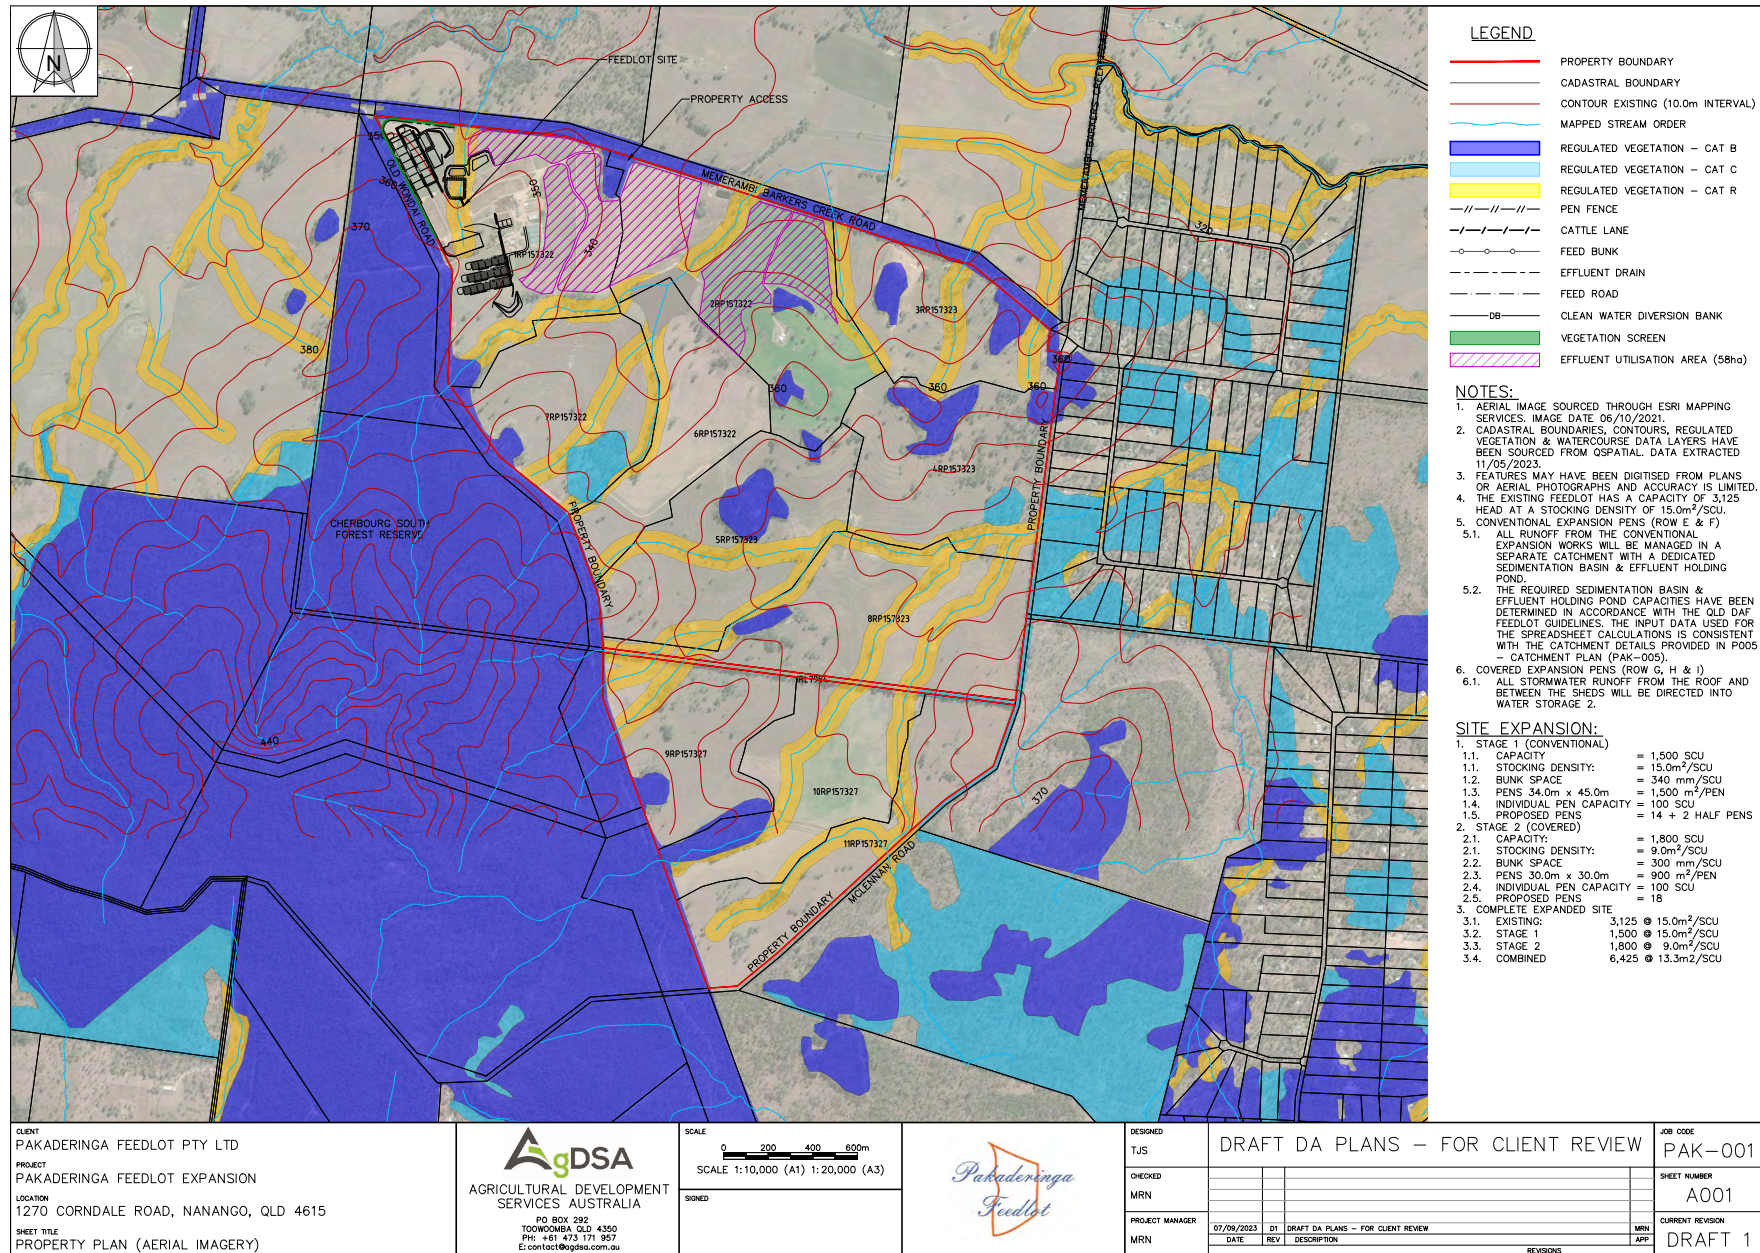 N
FEEDLOT SITE
PROPERTY ACCESS
MEMERAMBI BARKERS CREEK ROAD
MEMERAMBI BARKERS CREEK ROAD
OLD WONDAI ROAD
350
360
370
380
350
340
320
1RP157322
2RP157322
3RP157323
360
360
360
360
7RP157322
6RP157322
4RP157323
5RP157323
PROPERTY BOUNDARY
PROPERTY BOUNDARY
CHERBOURG SOUTH
FOREST RESERVE
8RP157323
440
9RP157327
10RP157327
370
11RP157327
PROPERTY BOUNDARY
MCLENNAN ROAD
LEGEND
PROPERTY BOUNDARY
CADASTRAL BOUNDARY
CONTOUR EXISTING (10.0m INTERVAL)
MAPPED STREAM ORDER
REGULATED VEGETATION – CAT B
REGULATED VEGETATION – CAT C
REGULATED VEGETATION – CAT R
PEN FENCE
CATTLE LANE
FEED BUNK
EFFLUENT DRAIN
FEED ROAD
DB CLEAN WATER DIVERSION BANK
VEGETATION SCREEN
EFFLUENT UTILISATION AREA (58ha)
NOTES:
1. AERIAL IMAGE SOURCED THROUGH ESRI MAPPING
SERVICES. IMAGE DATE 06/10/2021.
2. CADASTRAL BOUNDARIES, CONTOURS, REGULATED
VEGETATION & WATERCOURSE DATA LAYERS HAVE
BEEN SOURCED FROM QSPATIAL. DATA EXTRACTED
11/05/2023.
3. FEATURES MAY HAVE BEEN DIGITISED FROM PLANS
OR AERIAL PHOTOGRAPHS AND ACCURACY IS LIMITED.
4. THE EXISTING FEEDLOT HAS A CAPACITY OF 3,125
HEAD AT A STOCKING DENSITY OF 15.0m²/SCU.
5. CONVENTIONAL EXPANSION PENS (ROW E & F)
5.1. ALL RUNOFF FROM THE CONVENTIONAL
EXPANSION WORKS WILL BE MANAGED IN A
SEPARATE CATCHMENT WITH A DEDICATED
SEDIMENTATION BASIN & EFFLUENT HOLDING
POND.
5.2. THE REQUIRED SEDIMENTATION BASIN &
EFFLUENT HOLDING POND CAPACITIES HAVE BEEN
DETERMINED IN ACCORDANCE WITH THE QLD DAF
FEEDLOT GUIDELINES. THE INPUT DATA USED FOR
THE SPREADSHEET CALCULATIONS IS CONSISTENT
WITH THE CATCHMENT DETAILS PROVIDED IN P005
– CATCHMENT PLAN (PAK–005).
6. COVERED EXPANSION PENS (ROW G, H & I)
6.1. ALL STORMWATER RUNOFF FROM THE ROOF AND
BETWEEN THE SHEDS WILL BE DIRECTED INTO
WATER STORAGE 2.
SITE EXPANSION:
1. STAGE 1 (CONVENTIONAL)
1.1. CAPACITY = 1,500 SCU
1.1. STOCKING DENSITY: = 15.0m²/SCU
1.2. BUNK SPACE = 340 mm/SCU
1.3. PENS 34.0m x 45.0m = 1,500 m²/PEN
1.4. INDIVIDUAL PEN CAPACITY = 100 SCU
1.5. PROPOSED PENS = 14 + 2 HALF PENS
2. STAGE 2 (COVERED)
2.1. CAPACITY: = 1,800 SCU
2.1. STOCKING DENSITY: = 9.0m²/SCU
2.2. BUNK SPACE = 300 mm/SCU
2.3. PENS 30.0m x 30.0m = 900 m²/PEN
2.4. INDIVIDUAL PEN CAPACITY = 100 SCU
2.5. PROPOSED PENS = 18
3. COMPLETE EXPANDED SITE
3.1. EXISTING: 3,125 @ 15.0m²/SCU
3.2. STAGE 1 1,500 @ 15.0m²/SCU
3.3. STAGE 2 1,800 @ 9.0m²/SCU
3.4. COMBINED 6,425 @ 13.3m2/SCU
CLIENT
PAKADERINGA FEEDLOT PTY LTD
PROJECT
PAKADERINGA FEEDLOT EXPANSION
LOCATION
1270 CORNDALE ROAD, NANANGO, QLD 4615
SHEET TITLE
PROPERTY PLAN (AERIAL IMAGERY)
AgDSA
AGRICULTURAL DEVELOPMENT
SERVICES AUSTRALIA
PO BOX 292
TOOWOOMBA QLD 4350
PH: +61 473 171 957
E: contact@agdsa.com.au
SCALE
0 200 400 600m
SCALE 1:10,000 (A1) 1:20,000 (A3)
SIGNED
Pakaderinga
Feedlot
DESIGNED
TJS
CHECKED
MRN
PROJECT MANAGER
MRN
DRAFT DA PLANS – FOR CLIENT REVIEW
07/09/2023 D1 DRAFT DA PLANS – FOR CLIENT REVIEW MRN
DATE REV DESCRIPTION APP
REVISIONS
JOB CODE
PAK–001
SHEET NUMBER
A001
CURRENT REVISION
DRAFT 1